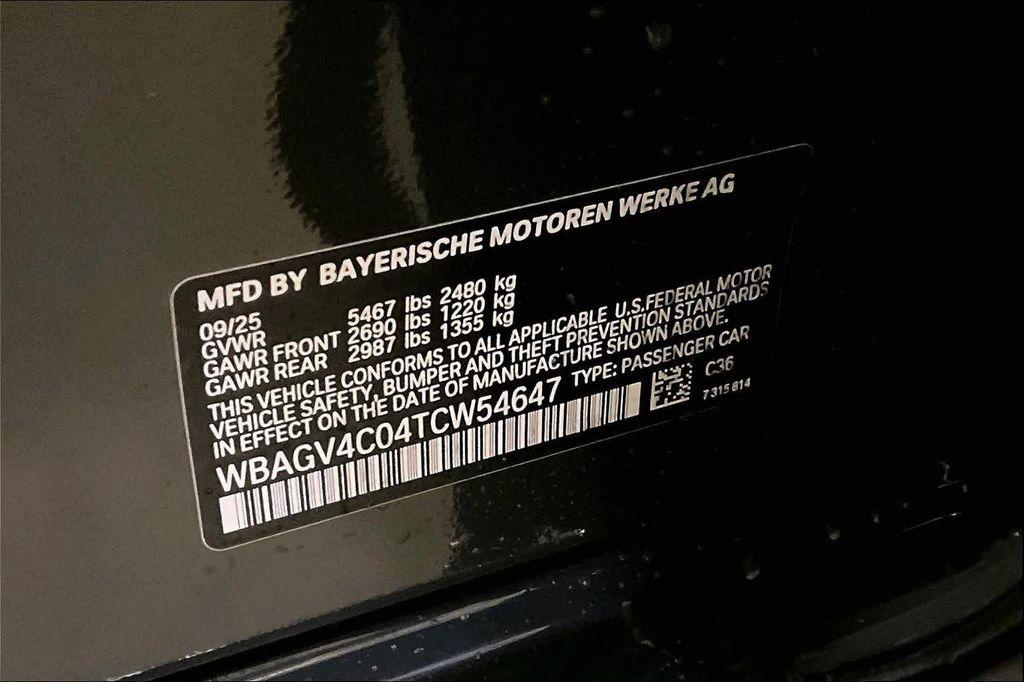 MFD BY BAYERISCHE MOTOREN WERKE AG
09/25
GVWR 5467 lbs 2480 kg
GAWR FRONT 2690 lbs 1220 kg
GAWR REAR 2987 lbs 1355 kg
THIS VEHICLE CONFORMS TO ALL APPLICABLE U.S.FEDERAL MOTOR
VEHICLE SAFETY, BUMPER AND THEFT PREVENTION STANDARDS
IN EFFECT ON THE DATE OF MANUFACTURE SHOWN ABOVE.
WBAGV4C04TCW54647 TYPE: PASSENGER CAR
C36
7 315 814